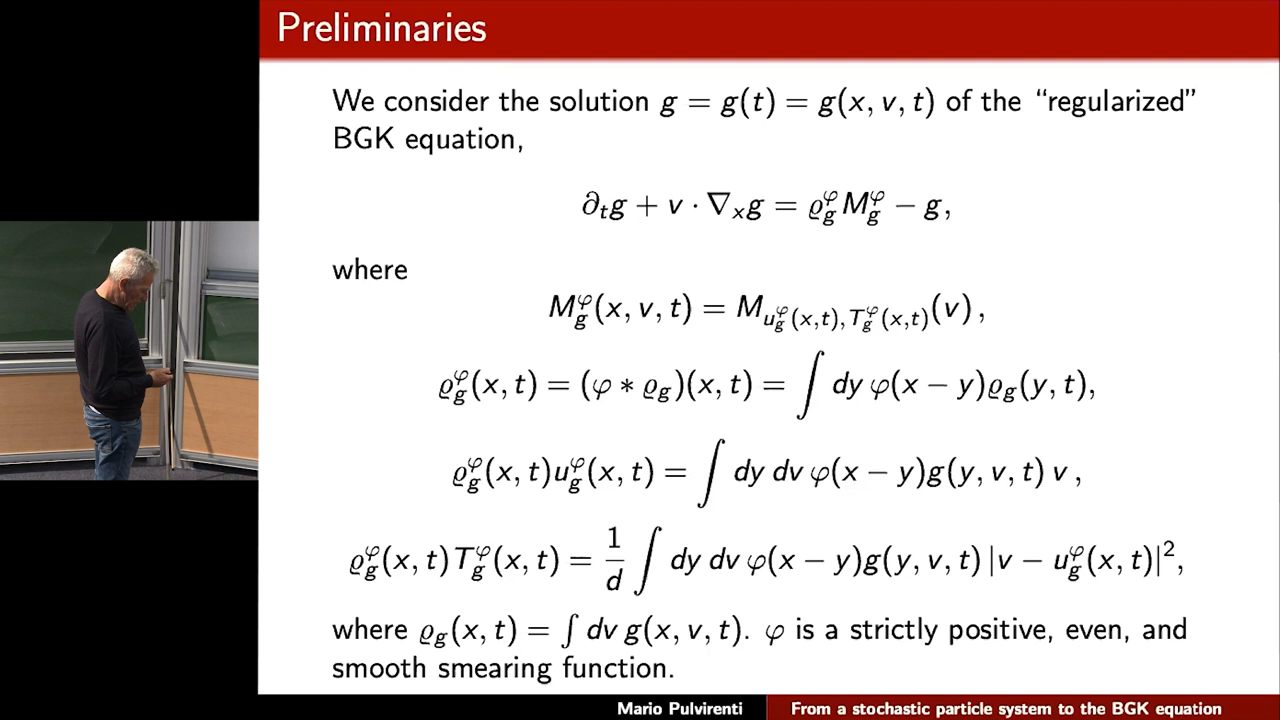 Preliminaries
We consider the solution g = g(t) = g(x, v, t) of the “regularized”
BGK equation,
∂_t g + v · ∇_x g = ϱ_g^φ M_g^φ − g,
where
M_g^φ(x, v, t) = M_{u_g^φ(x,t), T_g^φ(x,t)}(v) ,
ϱ_g^φ(x, t) = (φ ∗ ϱ_g)(x, t) = ∫ dy φ(x − y)ϱ_g(y, t),
ϱ_g^φ(x, t)u_g^φ(x, t) = ∫ dy dv φ(x − y)g(y, v, t) v ,
ϱ_g^φ(x, t)T_g^φ(x, t) = 1/d ∫ dy dv φ(x − y)g(y, v, t) |v − u_g^φ(x, t)|²,
where ϱ_g(x, t) = ∫ dv g(x, v, t). φ is a strictly positive, even, and
smooth smearing function.
Mario Pulvirenti From a stochastic particle system to the BGK equation